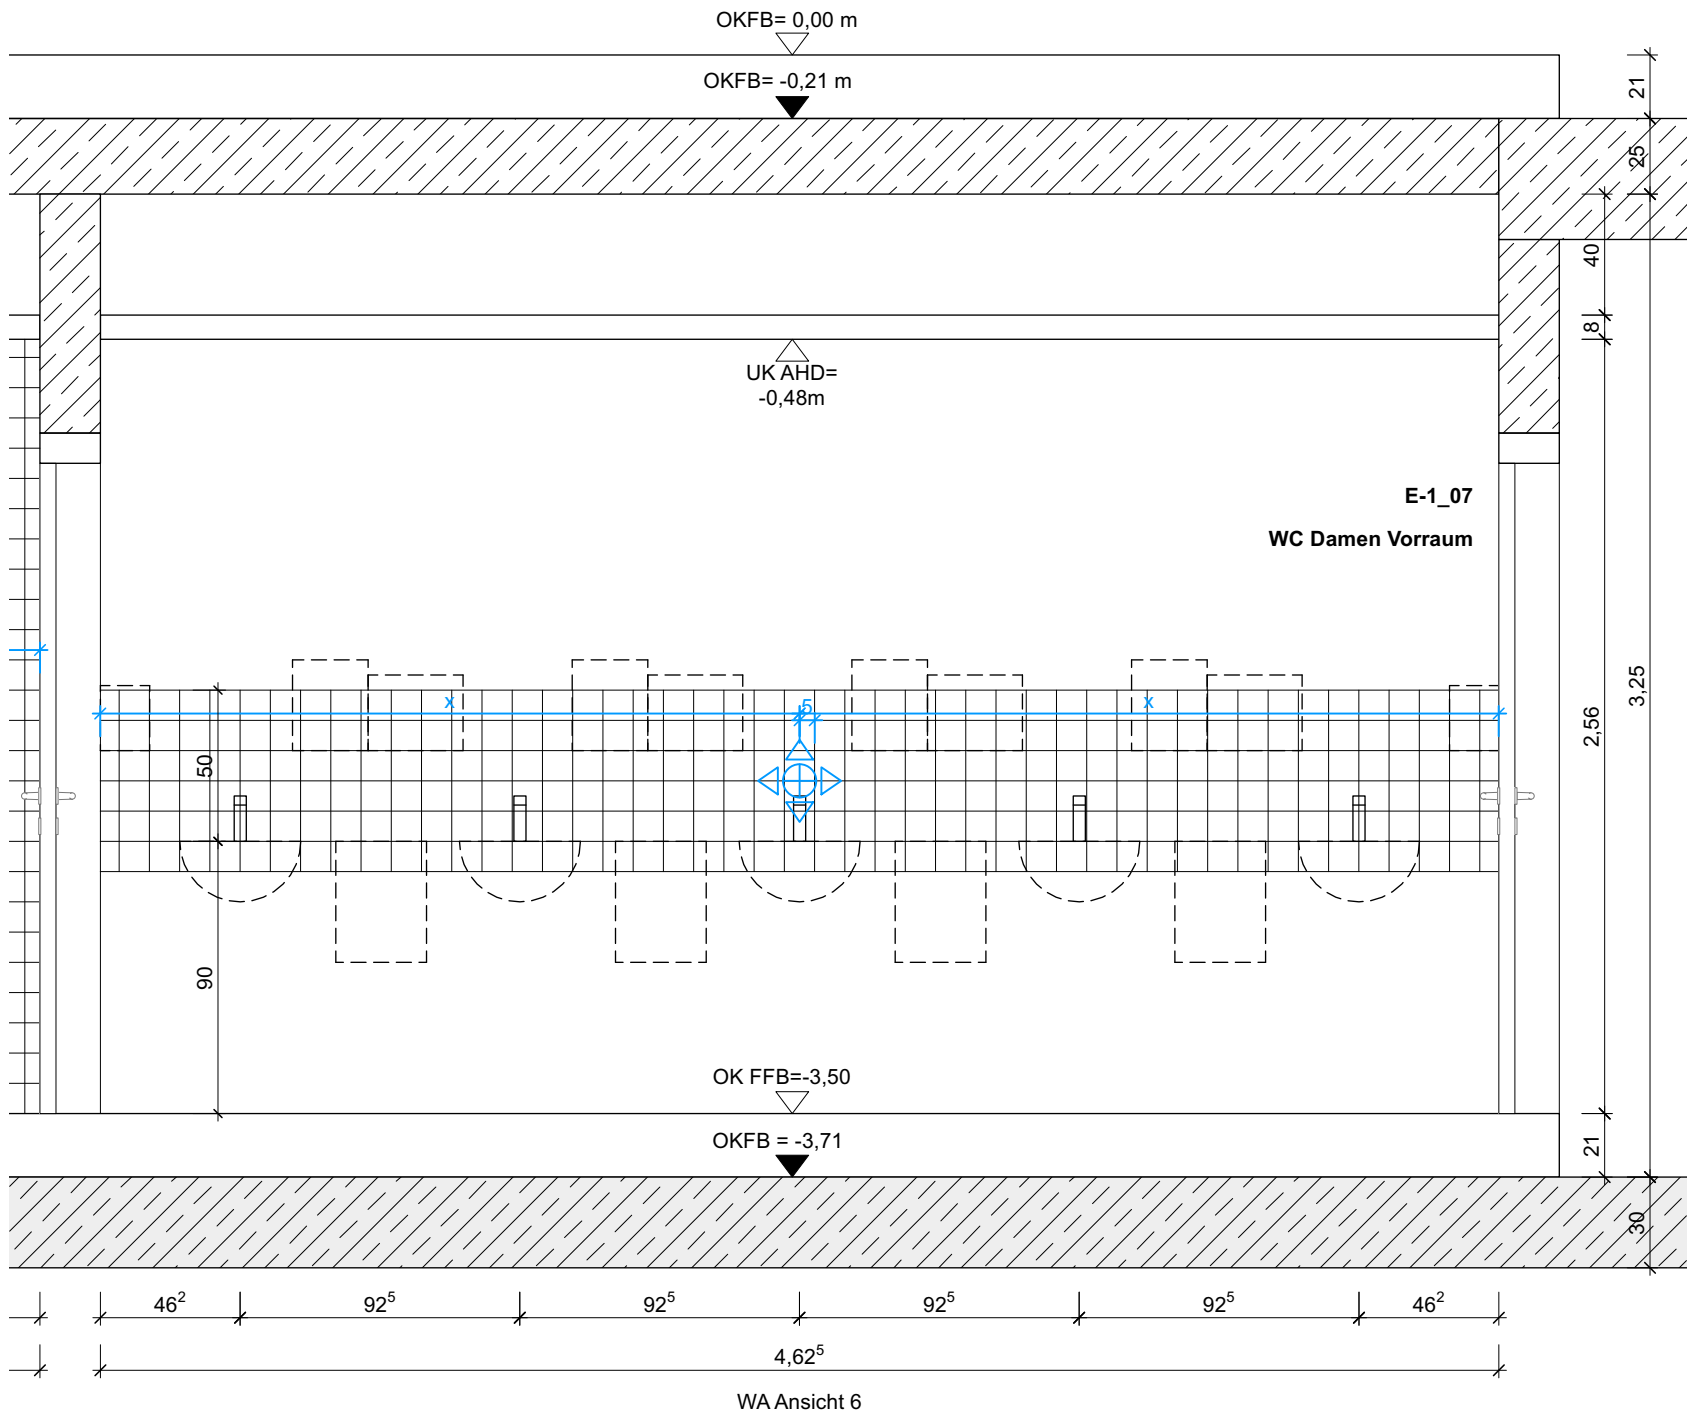 OKFB= 0,00 m
OKFB= -0,21 m
21
25
40
8
UK AHD=
-0,48m
E-1_07
WC Damen Vorraum
x
5
x
50
2,56
3,25
90
OK FFB=-3,50
OKFB = -3,71
21
30
46²
92⁵
92⁵
92⁵
92⁵
46²
4,62⁵
WA Ansicht 6